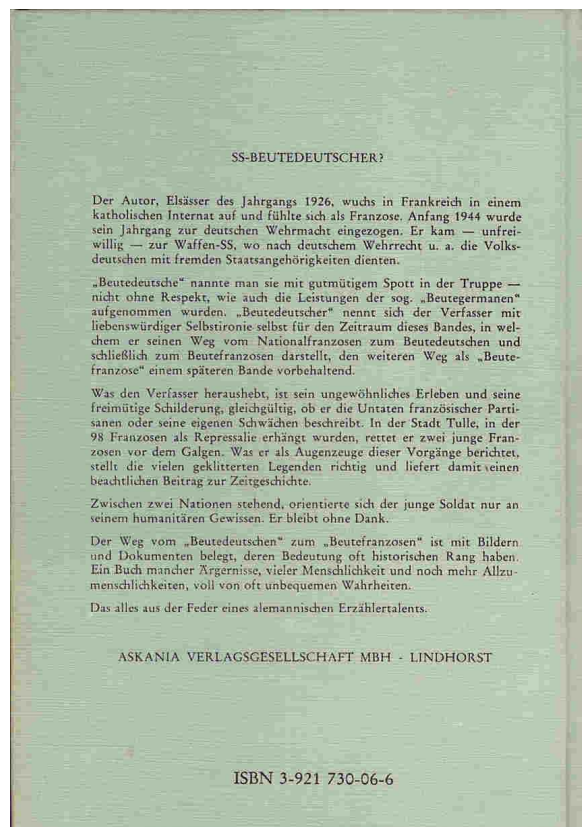 SS-BEUTEDEUTSCHER?
Der Autor, Elsässer des Jahrgangs 1926, wuchs in Frankreich in einem
katholischen Internat auf und fühlte sich als Franzose. Anfang 1944 wurde
sein Jahrgang zur deutschen Wehrmacht eingezogen. Er kam — unfrei-
willig — zur Waffen-SS, wo nach deutschem Wehrrecht u. a. die Volks-
deutschen mit fremden Staatsangehörigkeiten dienten.
„Beutedeutsche“ nannte man sie mit gutmütigem Spott in der Truppe —
nicht ohne Respekt, wie auch die Leistungen der sog. „Beutegermanen“
aufgenommen wurden. „Beutedeutscher“ nennt sich der Verfasser mit
liebenswürdiger Selbstironie selbst für den Zeitraum dieses Bandes, in wel-
chem er seinen Weg vom Nationalfranzosen zum Beutedeutschen und
schließlich zum Beutefranzosen darstellt, den weiteren Weg als „Beute-
franzose“ einem späteren Bande vorbehaltend.
Was den Verfasser heraushebt, ist sein ungewöhnliches Erleben und seine
freimütige Schilderung, gleichgültig, ob er die Untaten französischer Parti-
sanen oder seine eigenen Schwächen beschreibt. In der Stadt Tulle, in der
98 Franzosen als Repressalie erhängt wurden, rettet er zwei junge Fran-
zosen vor dem Galgen. Was er als Augenzeuge dieser Vorgänge berichtet,
stellt die vielen geklitterten Legenden richtig und liefert damit einen
beachtlichen Beitrag zur Zeitgeschichte.
Zwischen zwei Nationen stehend, orientierte sich der junge Soldat nur an
seinem humanitären Gewissen. Er bleibt ohne Dank.
Der Weg vom „Beutedeutschen“ zum „Beutefranzosen“ ist mit Bildern
und Dokumenten belegt, deren Bedeutung oft historischen Rang haben.
Ein Buch mancher Ärgernisse, vieler Menschlichkeit und noch mehr Allzu-
menschlichkeiten, voll von oft unbequemen Wahrheiten.
Das alles aus der Feder eines alemannischen Erzählertalents.
ASKANIA VERLAGSGESELLSCHAFT MBH - LINDHORST
ISBN 3-921 730-06-6